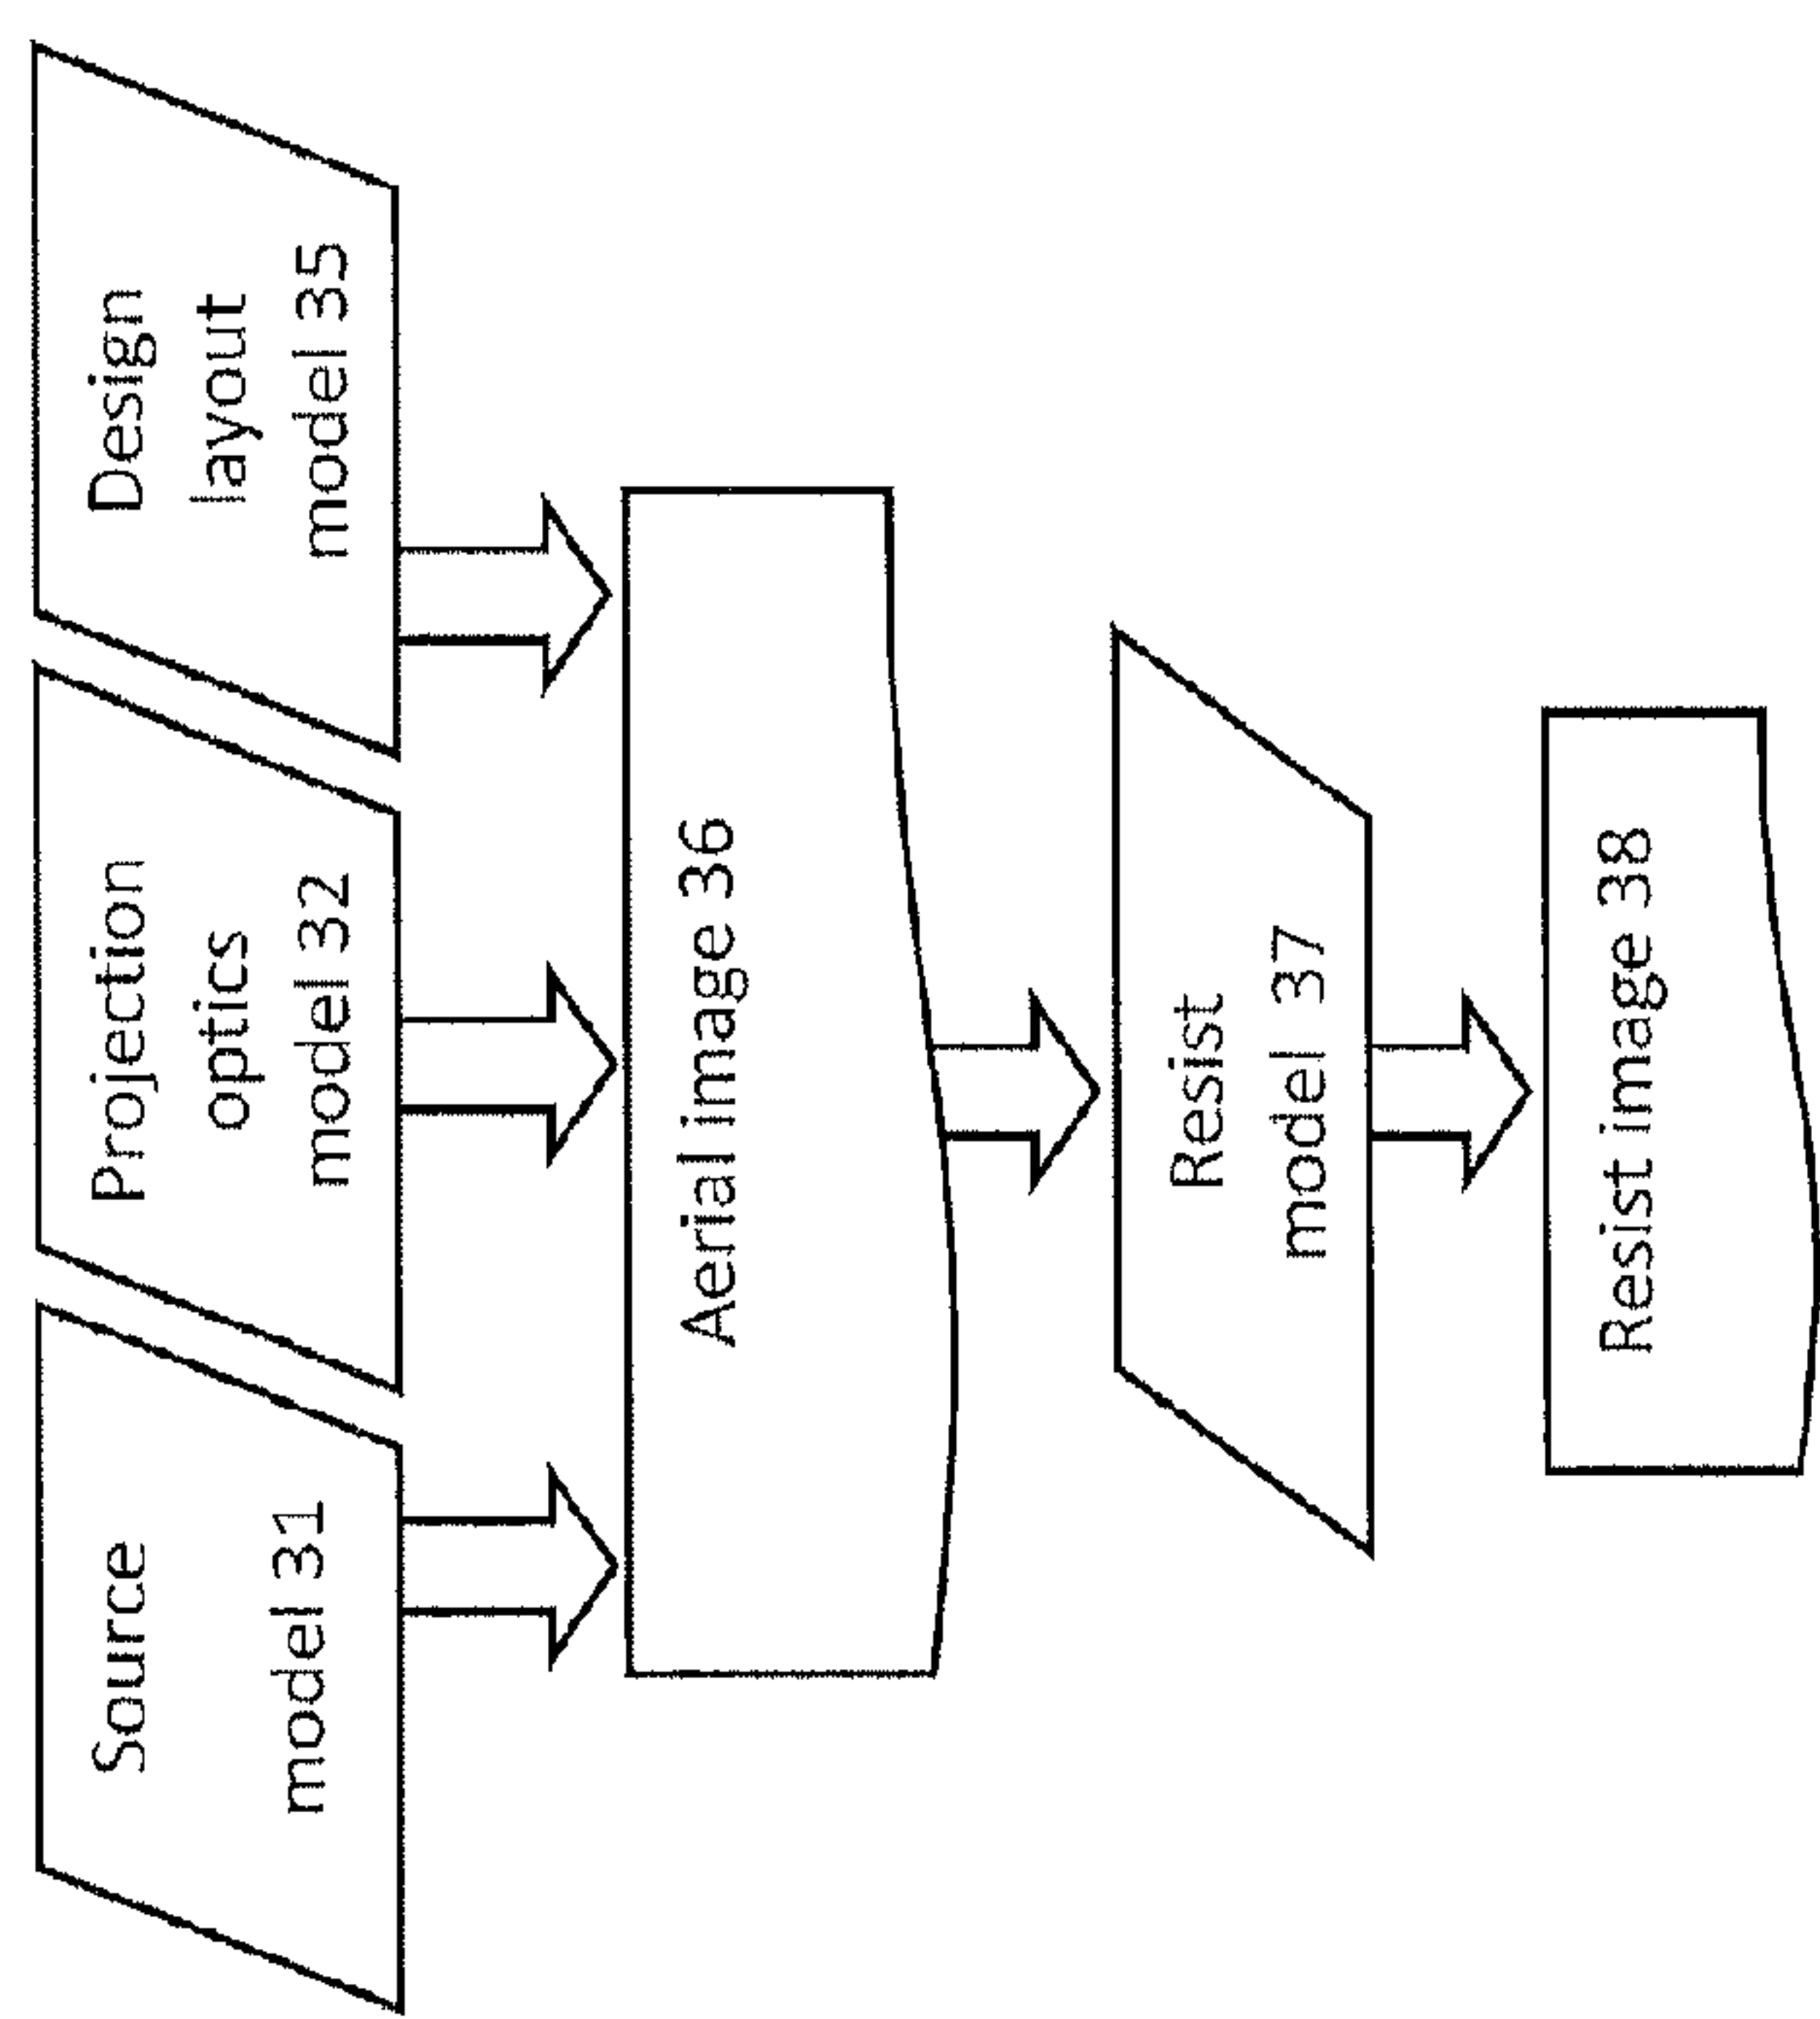 Source
model 31
Projection
optics
model 32
Design
layout
model 35
Aerial image 36
Resist
model 37
Resist image 38